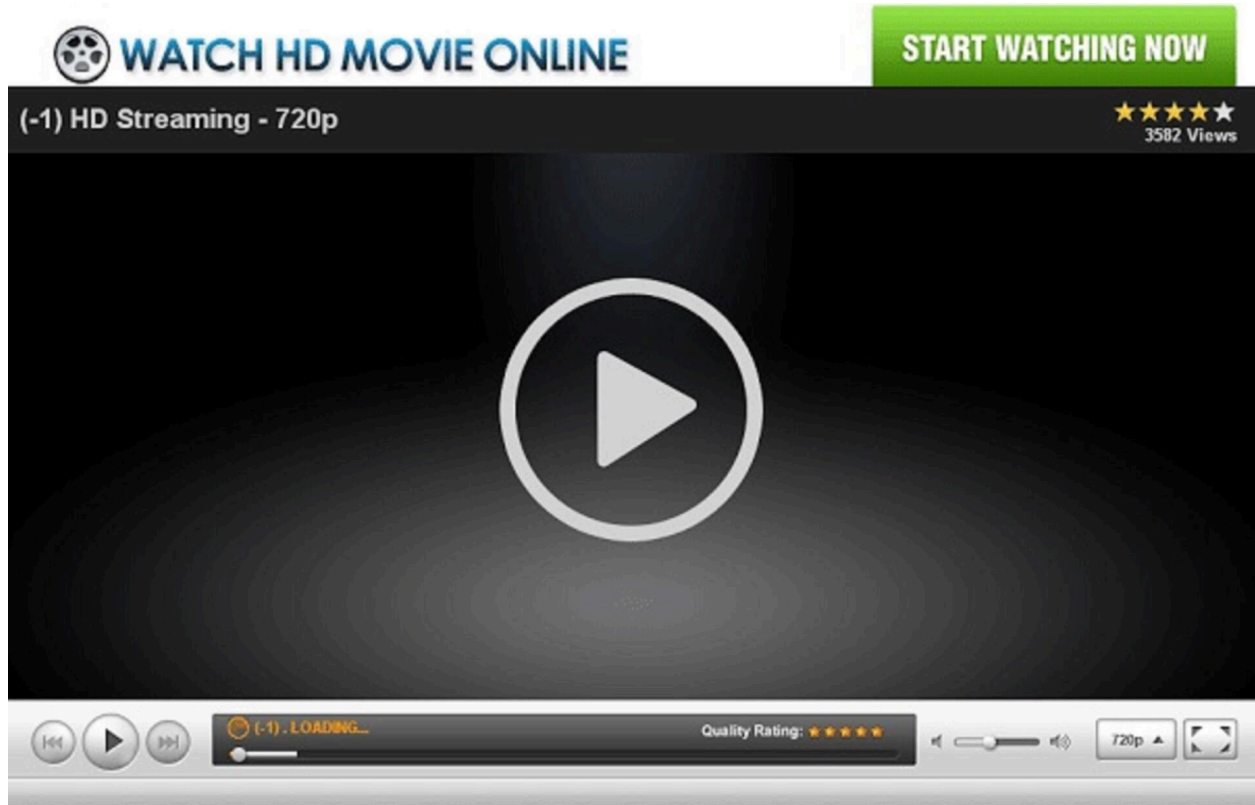 WATCH HD MOVIE ONLINE
START WATCHING NOW
(-1) HD Streaming - 720p
3582 Views
(-1) . LOADING...
Quality Rating:
720p